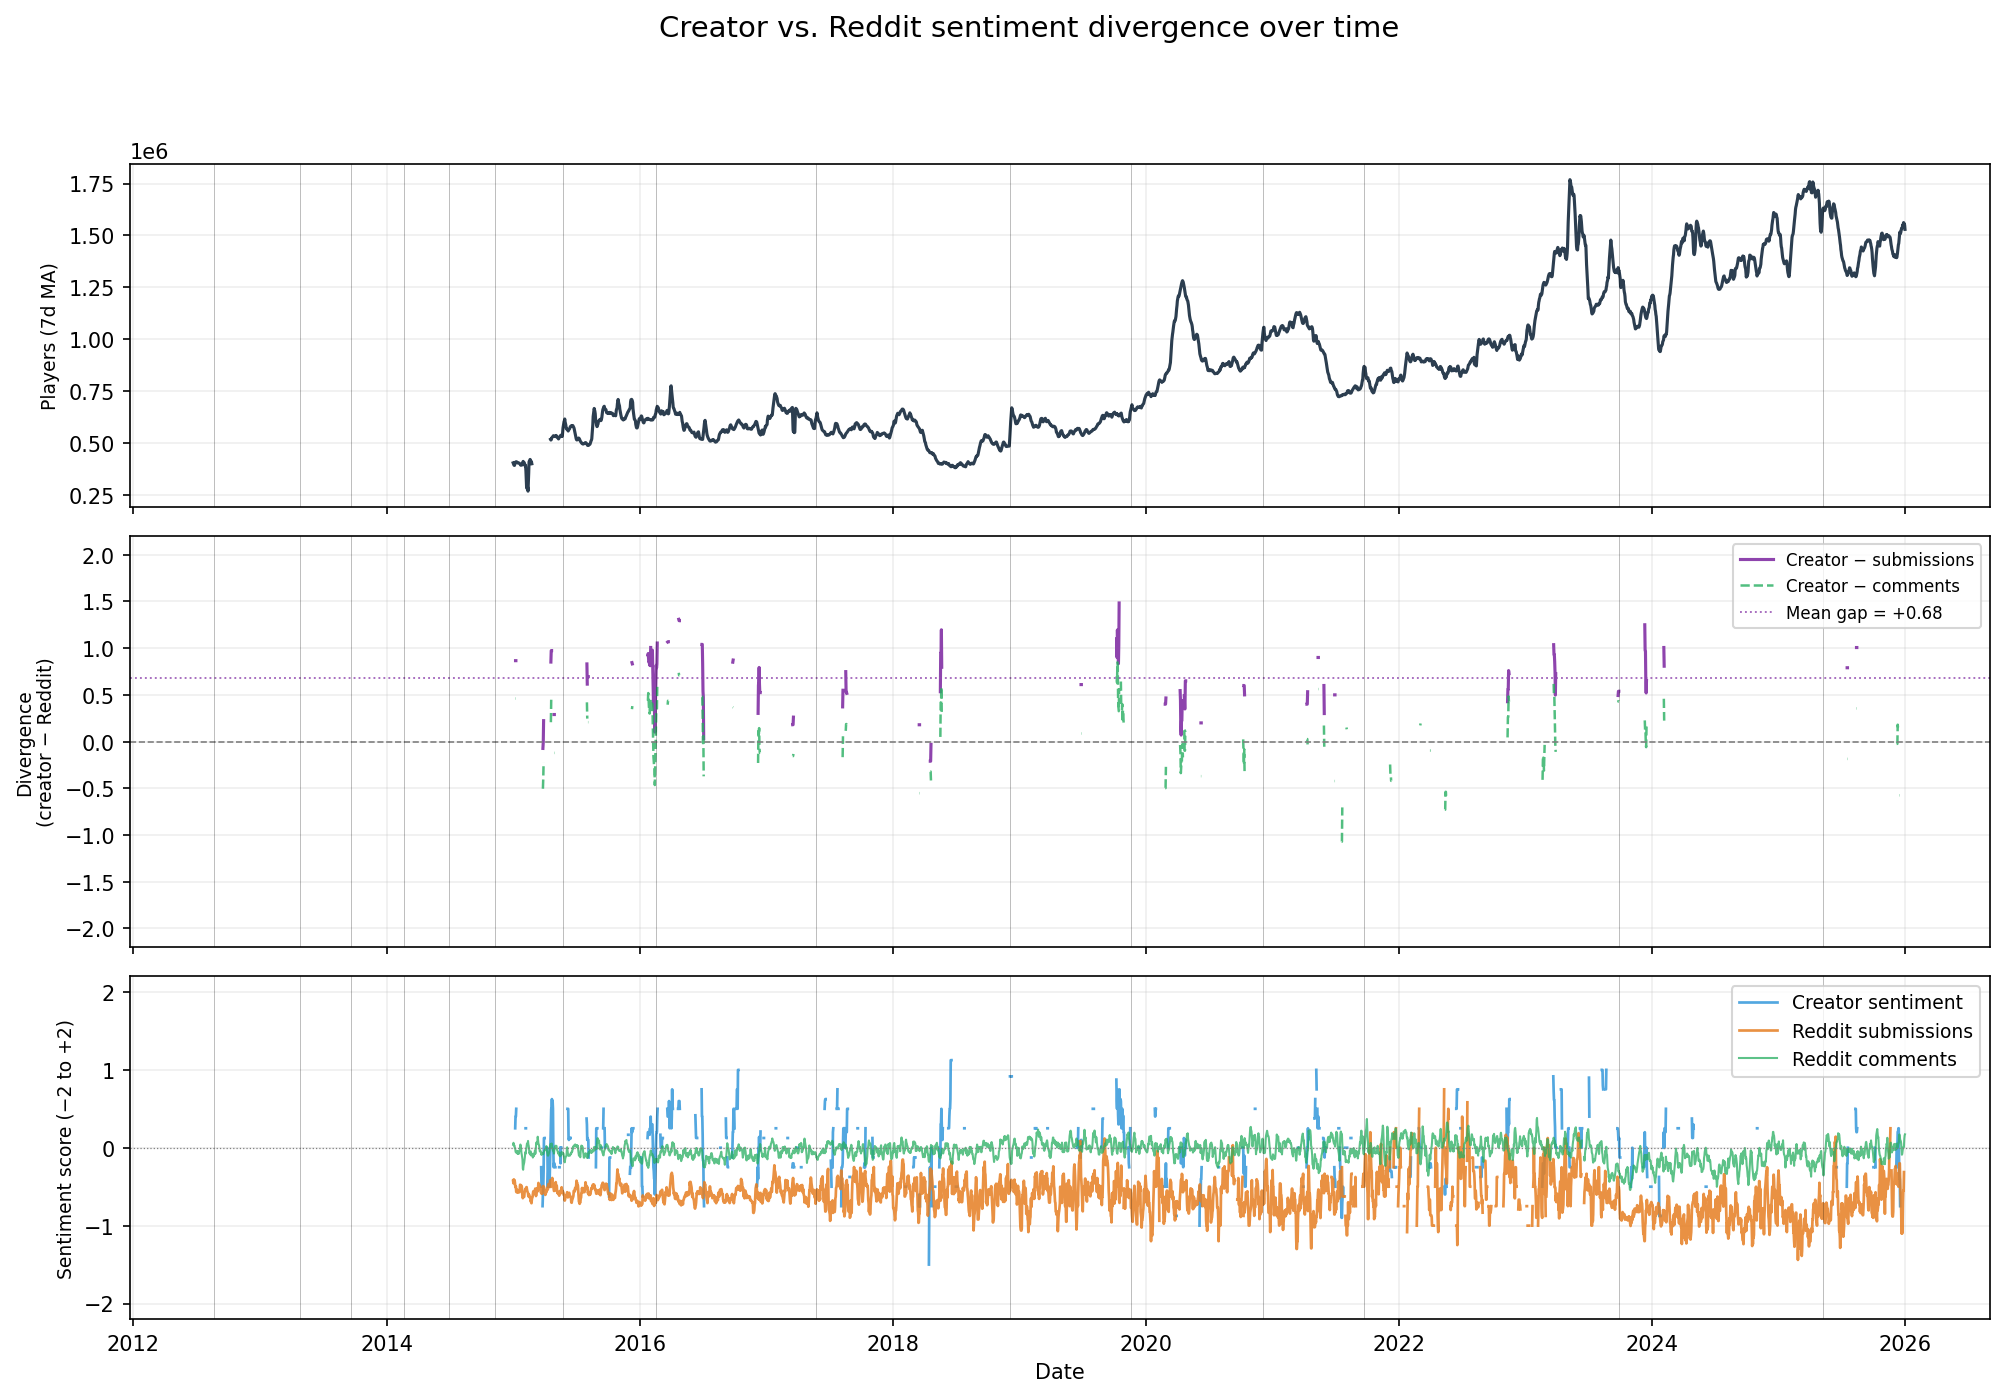 Creator vs. Reddit sentiment divergence over time
1e6
1.75
1.50
1.25
1.00
0.75
0.50
0.25
Players (7d MA)
2.0
1.5
1.0
0.5
0.0
−0.5
−1.0
−1.5
−2.0
Divergence
(creator − Reddit)
Creator − submissions
Creator − comments
Mean gap = +0.68
2
1
0
−1
−2
Sentiment score (−2 to +2)
Creator sentiment
Reddit submissions
Reddit comments
2012 2014 2016 2018 2020 2022 2024 2026
Date